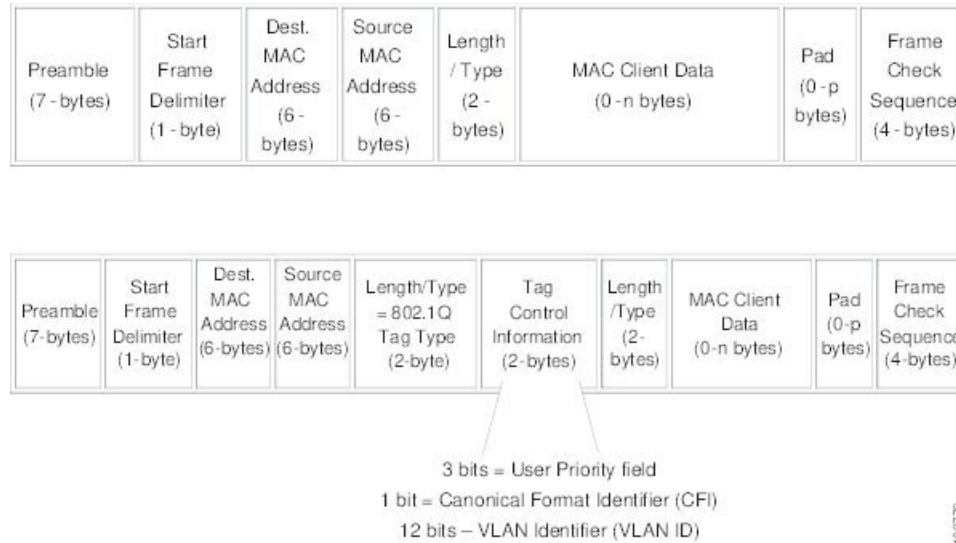 Preamble
(7 - bytes)
Start
Frame
Delimiter
(1 - byte)
Dest.
MAC
Address
(6 -
bytes)
Source
MAC
Address
(6 -
bytes)
Length
/ Type
(2 -
bytes)
MAC Client Data
(0 -n bytes)
Pad
(0 -p
bytes)
Frame
Check
Sequence
(4 - bytes)
Preamble
(7-bytes)
Start
Frame
Delimiter
(1-byte)
Dest.
MAC
Address
(6-bytes)
Source
MAC
Address
(6-bytes)
Length/Type
= 802.1Q
Tag Type
(2-byte)
Tag
Control
Information
(2-bytes)
Length
/Type
(2-
bytes)
MAC Client
Data
(0-n bytes)
Pad
(0-p
bytes)
Frame
Check
Sequence
(4-bytes)
3 bits = User Priority field
1 bit = Canonical Format Identifier (CFI)
12 bits – VLAN Identifier (VLAN ID)